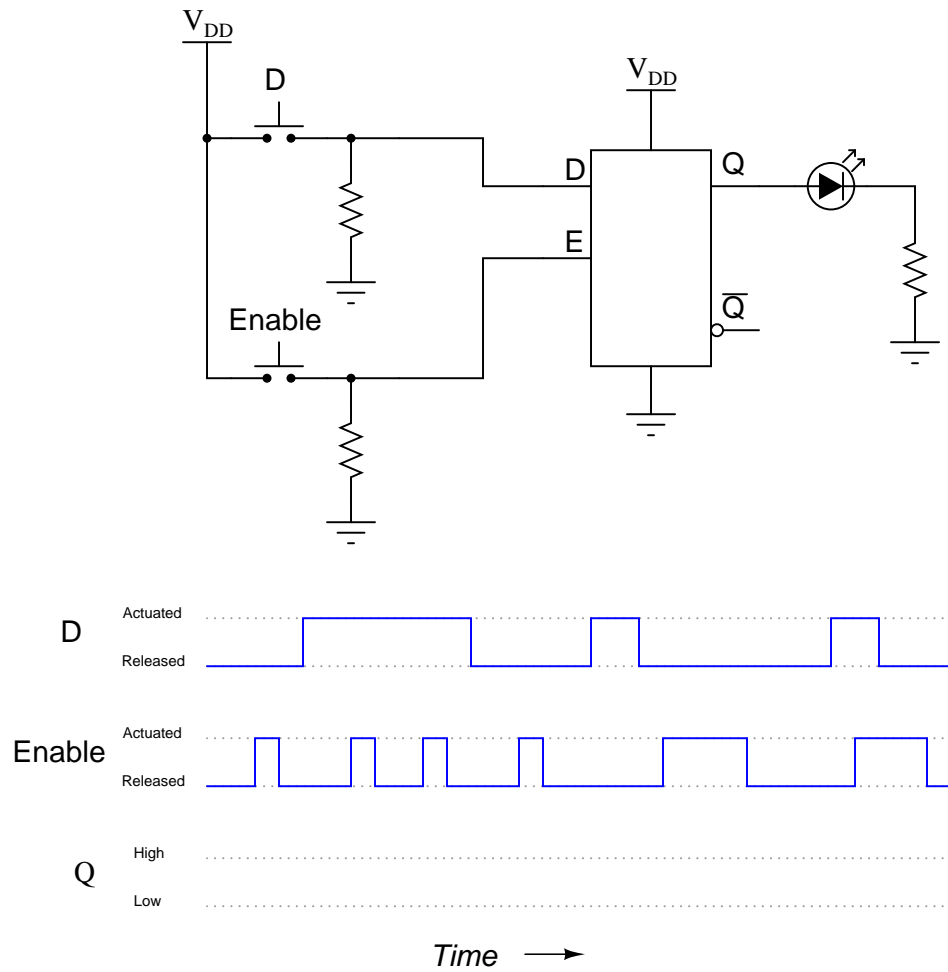 V_DD
D
V_DD
D
Q
E
Enable
Q̅
D
Actuated
Released
Enable
Actuated
Released
Q
High
Low
Time